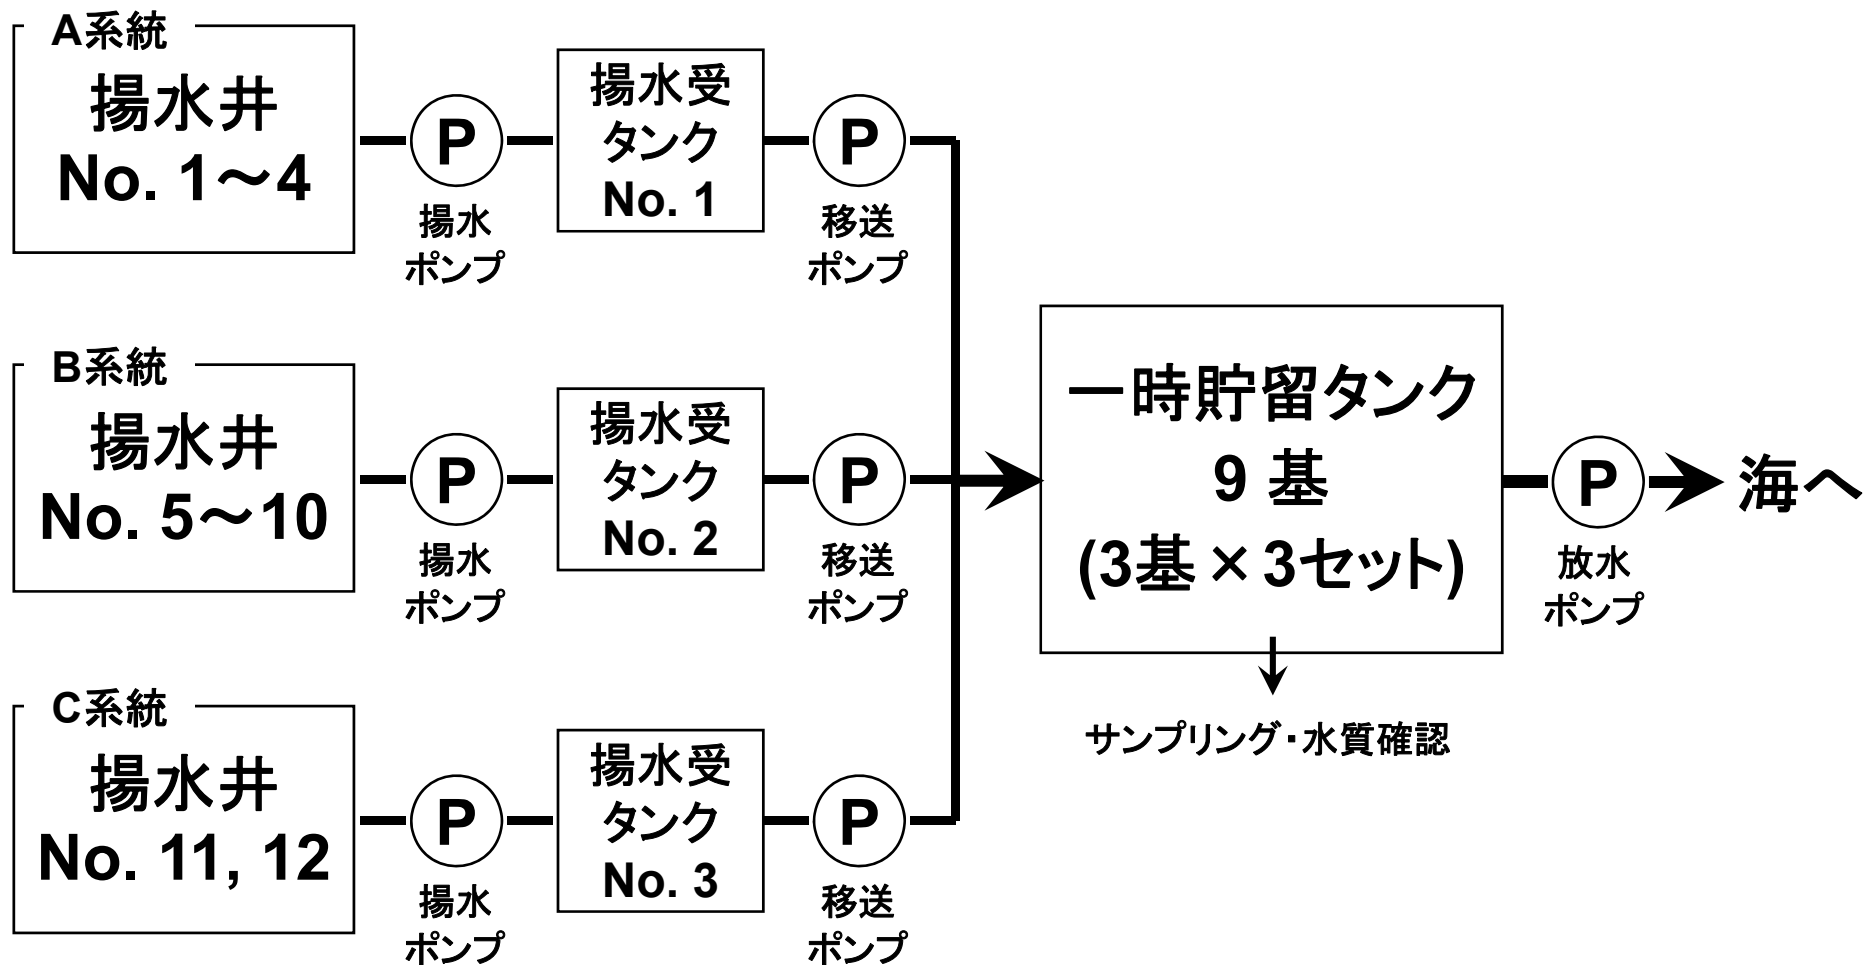 A系統
揚水井
No. 1～4
P
揚水
ポンプ
揚水受
タンク
No. 1
P
移送
ポンプ
B系統
揚水井
No. 5～10
P
揚水
ポンプ
揚水受
タンク
No. 2
P
移送
ポンプ
C系統
揚水井
No. 11, 12
P
揚水
ポンプ
揚水受
タンク
No. 3
P
移送
ポンプ
一時貯留タンク
9 基
(3基×3セット)
サンプリング・水質確認
P
放水
ポンプ
海へ